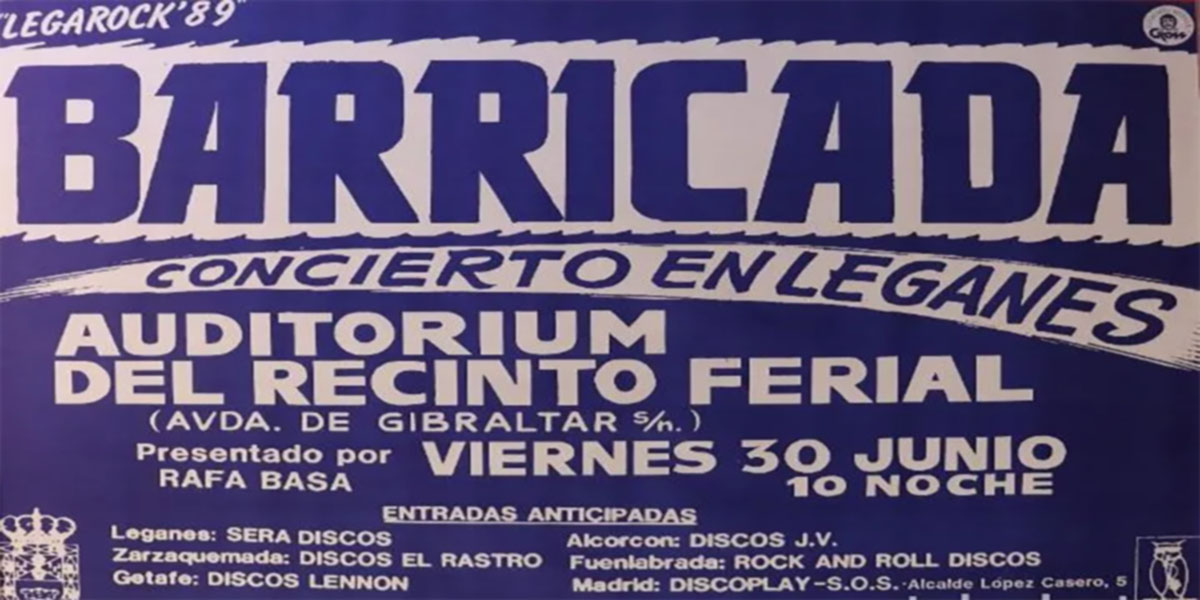 "LEGAROCK'89"
CROSS
BARRICADA
CONCIERTO EN LEGANES
AUDITORIUM
DEL RECINTO FERIAL
(AVDA. DE GIBRALTAR s/n.)
Presentado por
RAFA BASA
VIERNES 30 JUNIO
10 NOCHE
ENTRADAS ANTICIPADAS
Leganes: SERA DISCOS
Zarzaquemada: DISCOS EL RASTRO
Getafe: DISCOS LENNON
Alcorcon: DISCOS J.V.
Fuenlabrada: ROCK AND ROLL DISCOS
Madrid: DISCOPLAY-S.O.S. · Alcalde López Casero, 5